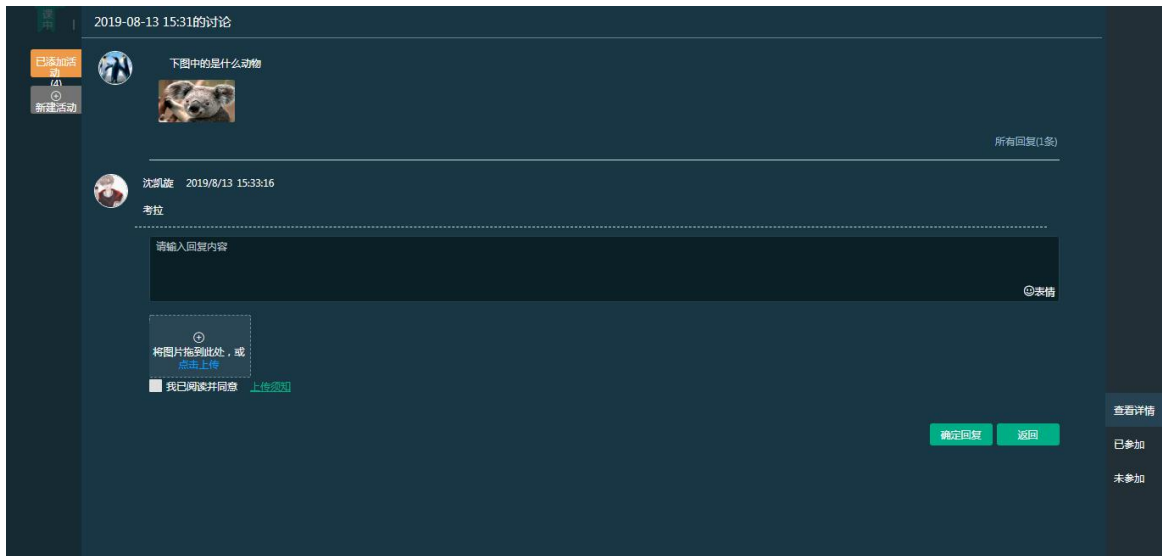 课中
2019-08-13 15:31的讨论
已添加活
动
(4)
新建活动
下图中的是什么动物
所有回复(1条)
沈凯旋 2019/8/13 15:33:16
考拉
请输入回复内容
表情
将图片拖到此处，或
点击上传
我已阅读并同意 上传须知
确定回复 返回
查看详情
已参加
未参加